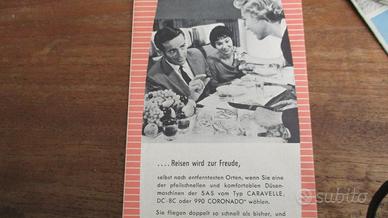 ....Reisen wird zur Freude,
selbst nach entferntesten Orten, wenn Sie eine
der pfeilschnellen und komfortablen Düsen-
maschinen der SAS vom Typ CARAVELLE,
DC-8C oder 990 CORONADO" wählen.
Sie fliegen doppelt so schnell als bisher, und
subito